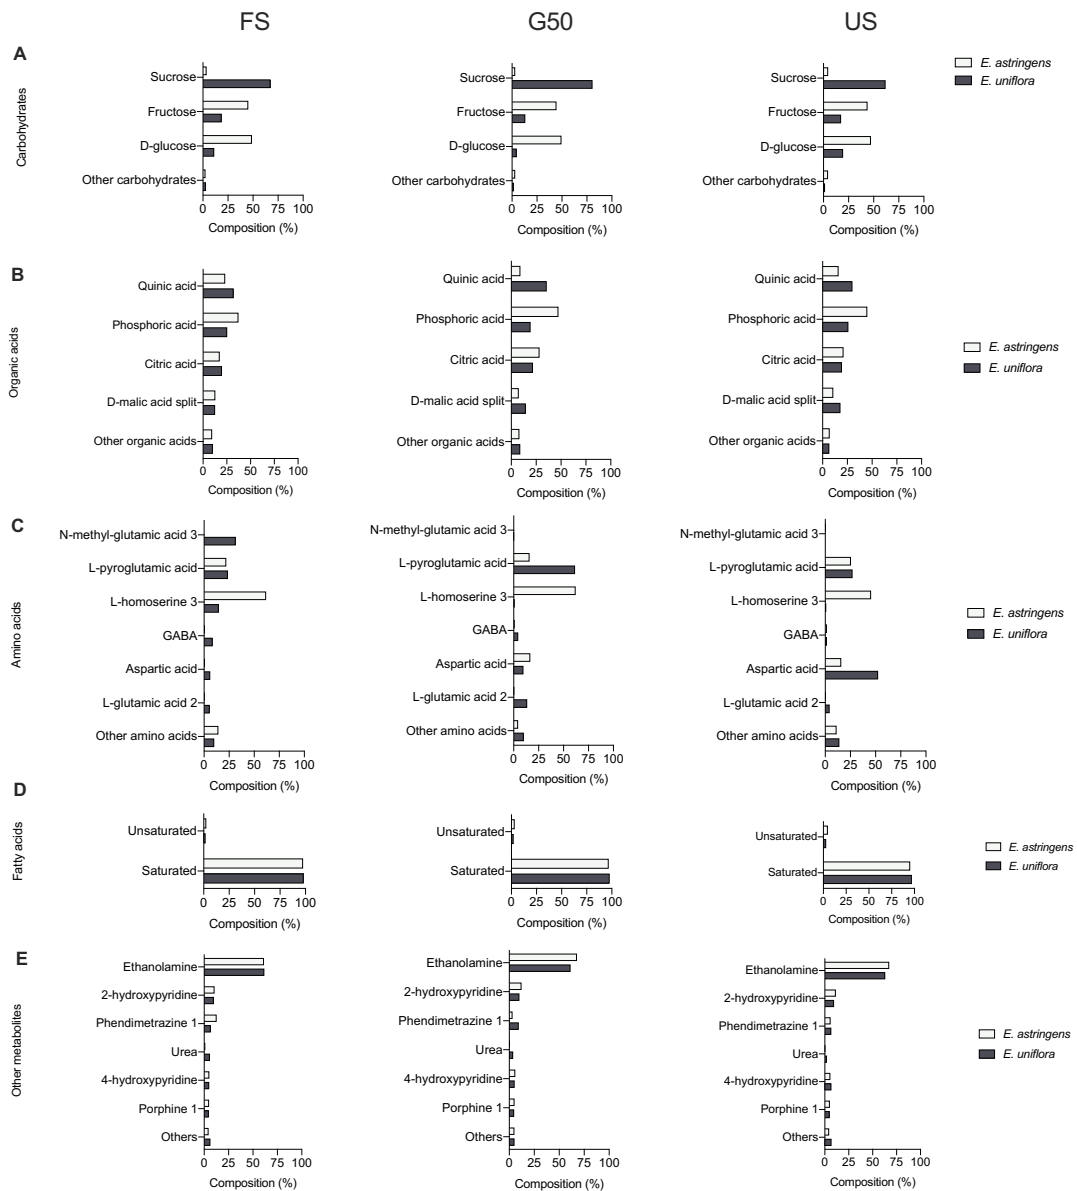 FS
G50
US
A
Carbohydrates
Sucrose
Fructose
D-glucose
Other carbohydrates
0 25 50 75 100
Composition (%)
Sucrose
Fructose
D-glucose
Other carbohydrates
0 25 50 75 100
Composition (%)
Sucrose
Fructose
D-glucose
Other carbohydrates
0 25 50 75 100
Composition (%)
E. astringens
E. uniflora
B
Organic acids
Quinic acid
Phosphoric acid
Citric acid
D-malic acid split
Other organic acids
0 25 50 75 100
Composition (%)
Quinic acid
Phosphoric acid
Citric acid
D-malic acid split
Other organic acids
0 25 50 75 100
Composition (%)
Quinic acid
Phosphoric acid
Citric acid
D-malic acid split
Other organic acids
0 25 50 75 100
Composition (%)
E. astringens
E. uniflora
C
Amino acids
N-methyl-glutamic acid 3
L-pyroglutamic acid
L-homoserine 3
GABA
Aspartic acid
L-glutamic acid 2
Other amino acids
0 25 50 75 100
Composition (%)
N-methyl-glutamic acid 3
L-pyroglutamic acid
L-homoserine 3
GABA
Aspartic acid
L-glutamic acid 2
Other amino acids
0 25 50 75 100
Composition (%)
N-methyl-glutamic acid 3
L-pyroglutamic acid
L-homoserine 3
GABA
Aspartic acid
L-glutamic acid 2
Other amino acids
0 25 50 75 100
Composition (%)
E. astringens
E. uniflora
D
Fatty acids
Unsaturated
Saturated
0 25 50 75 100
Composition (%)
Unsaturated
Saturated
0 25 50 75 100
Composition (%)
Unsaturated
Saturated
0 25 50 75 100
Composition (%)
E. astringens
E. uniflora
E
Other metabolites
Ethanolamine
2-hydroxypyridine
Phendimetrazine 1
Urea
4-hydroxypyridine
Porphine 1
Others
0 25 50 75 100
Composition (%)
Ethanolamine
2-hydroxypyridine
Phendimetrazine 1
Urea
4-hydroxypyridine
Porphine 1
Others
0 25 50 75 100
Composition (%)
Ethanolamine
2-hydroxypyridine
Phendimetrazine 1
Urea
4-hydroxypyridine
Porphine 1
Others
0 25 50 75 100
Composition (%)
E. astringens
E. uniflora